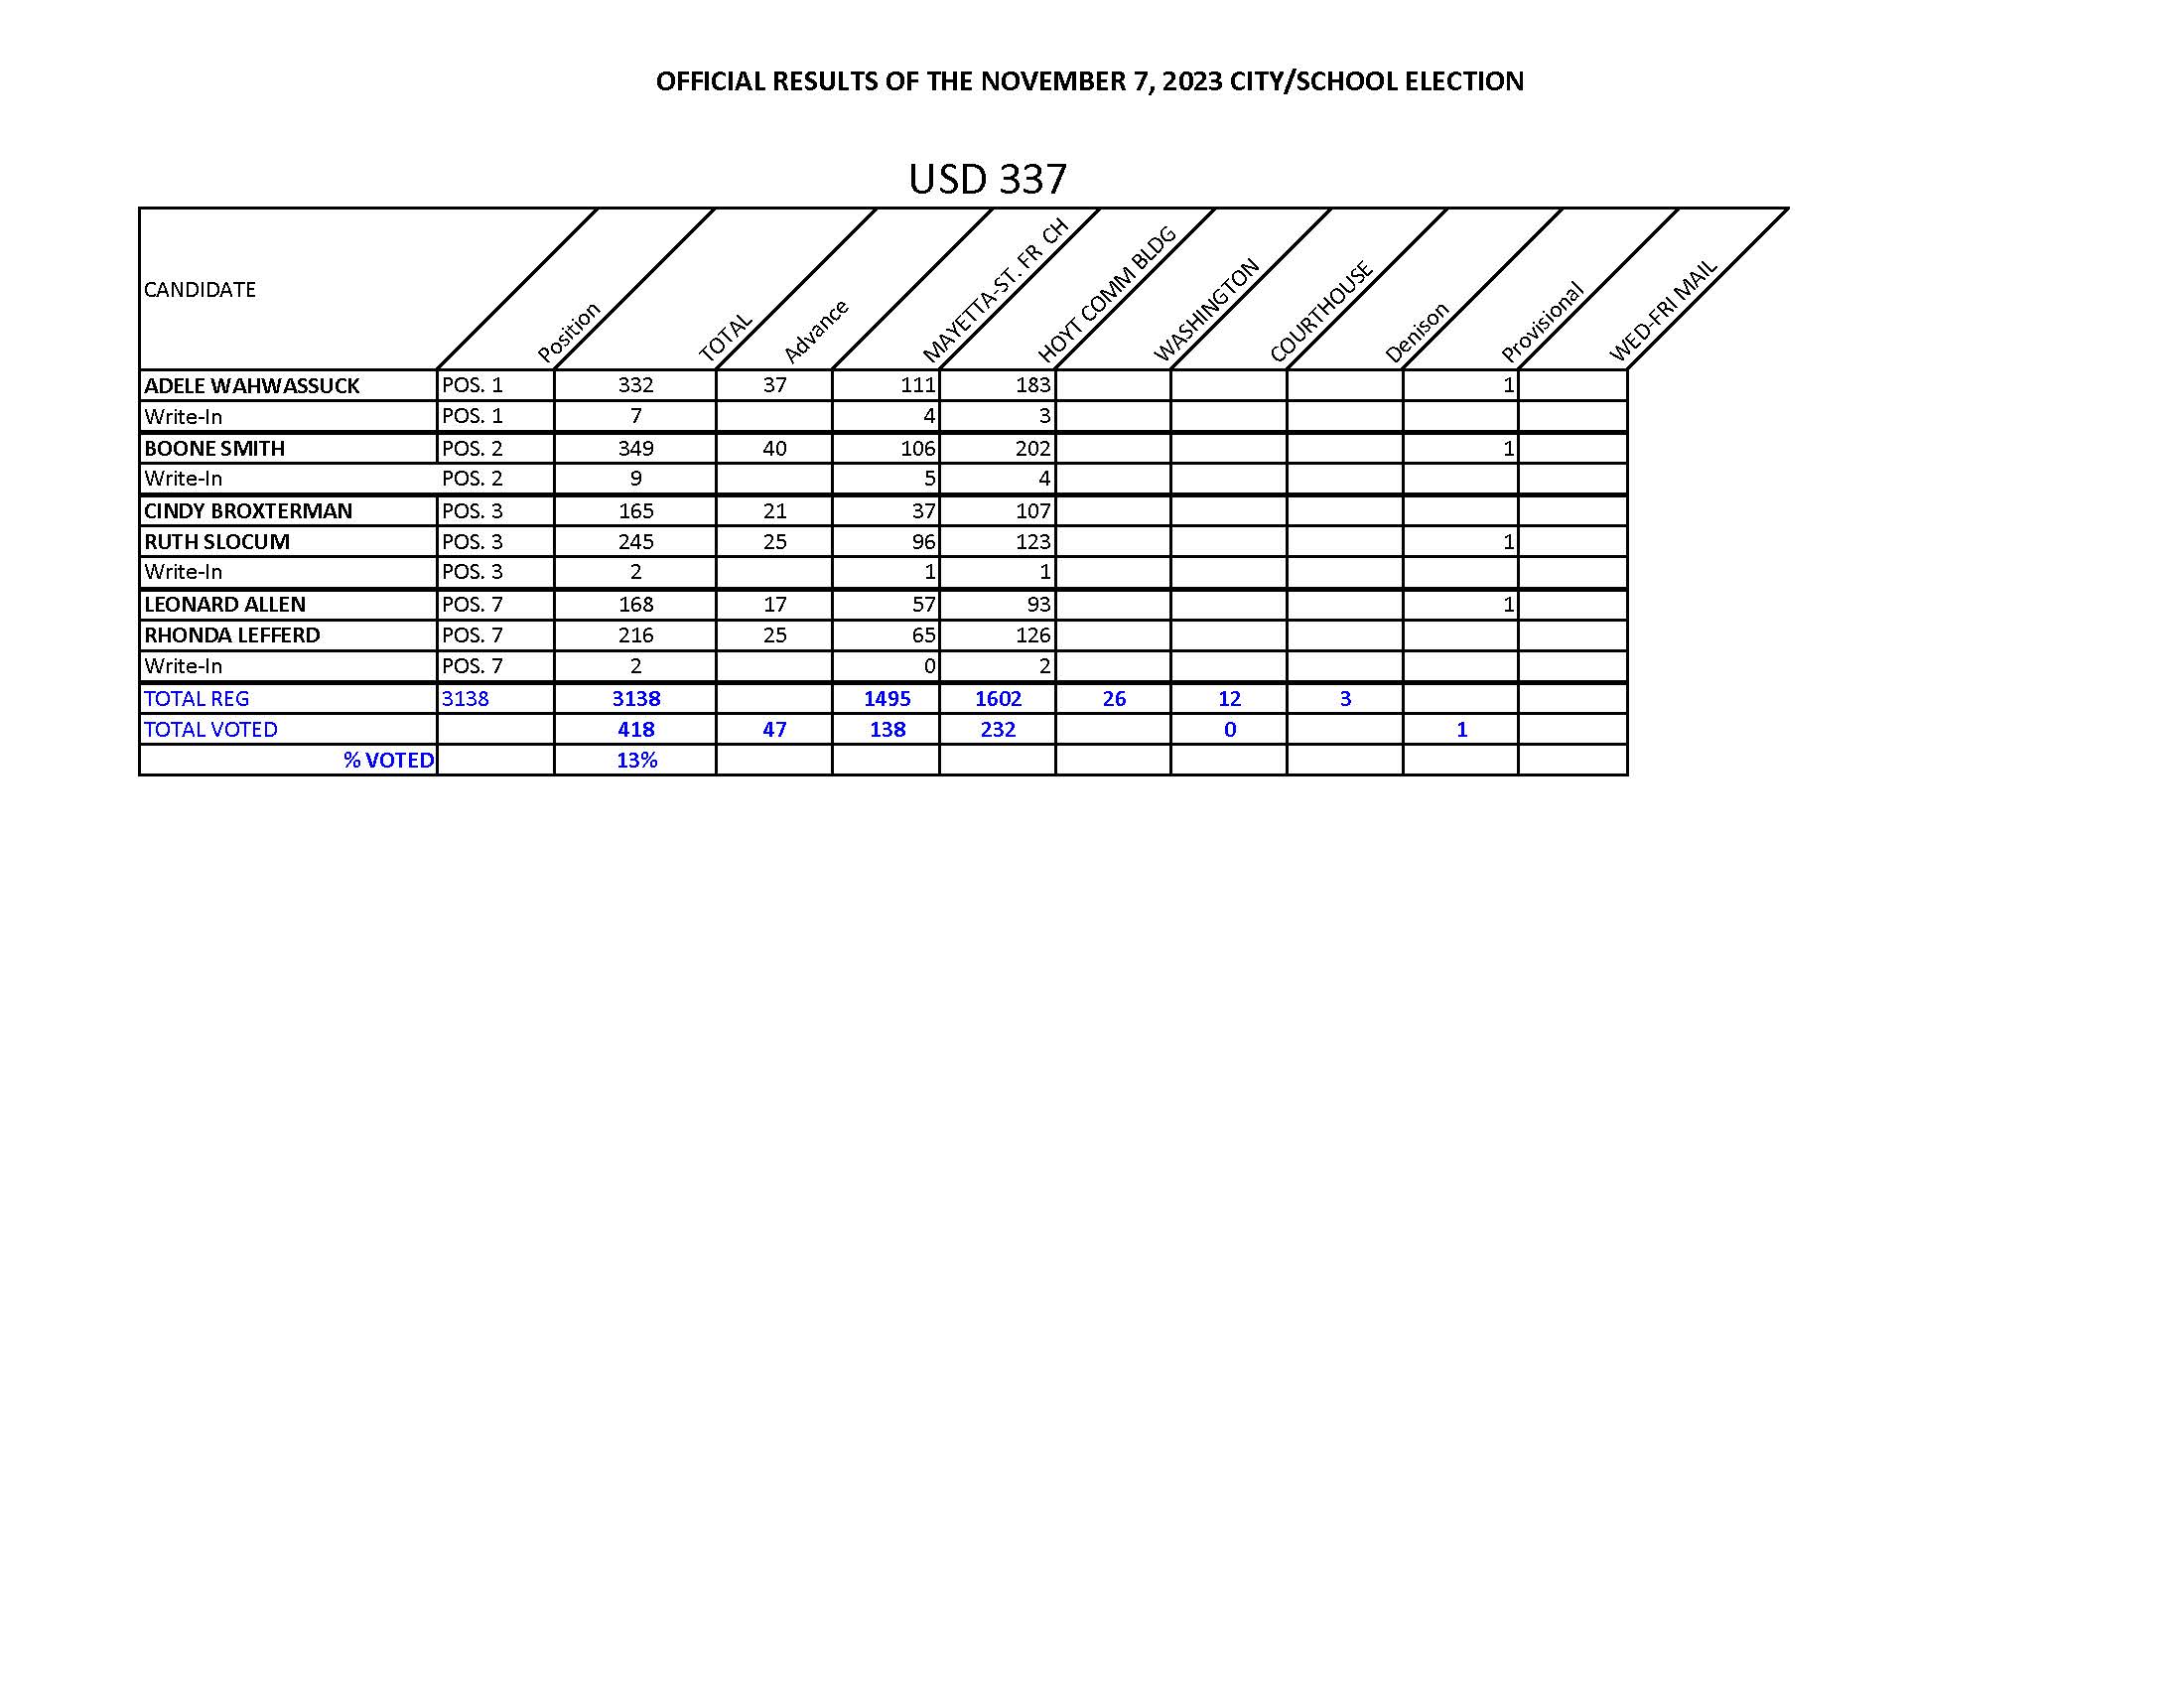 OFFICIAL RESULTS OF THE NOVEMBER 7, 2023 CITY/SCHOOL ELECTION
USD 337
CANDIDATE Position TOTAL Advance MAYETTA-ST. FR CH HOYT COMM BLDG WASHINGTON COURTHOUSE Denison Provisional WED-FRI MAIL
ADELE WAHWASSUCK POS. 1 332 37 111 183 1
Write-In POS. 1 7 4 3
BOONE SMITH POS. 2 349 40 106 202 1
Write-In POS. 2 9 5 4
CINDY BROXTERMAN POS. 3 165 21 37 107
RUTH SLOCUM POS. 3 245 25 96 123 1
Write-In POS. 3 2 1 1
LEONARD ALLEN POS. 7 168 17 57 93 1
RHONDA LEFFERD POS. 7 216 25 65 126
Write-In POS. 7 2 0 2
TOTAL REG 3138 3138 1495 1602 26 12 3
TOTAL VOTED 418 47 138 232 0 1
% VOTED 13%